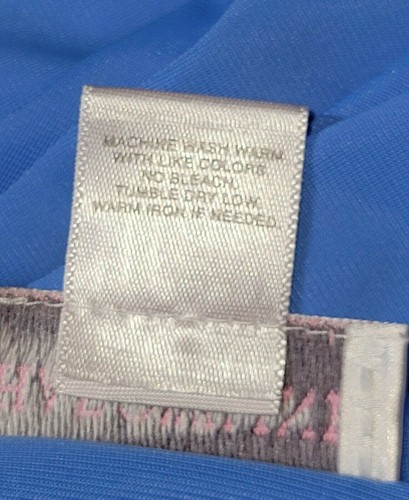 MACHINE WASH WARM
WITH LIKE COLORS.
NO BLEACH.
TUMBLE DRY LOW.
WARM IRON IF NEEDED.